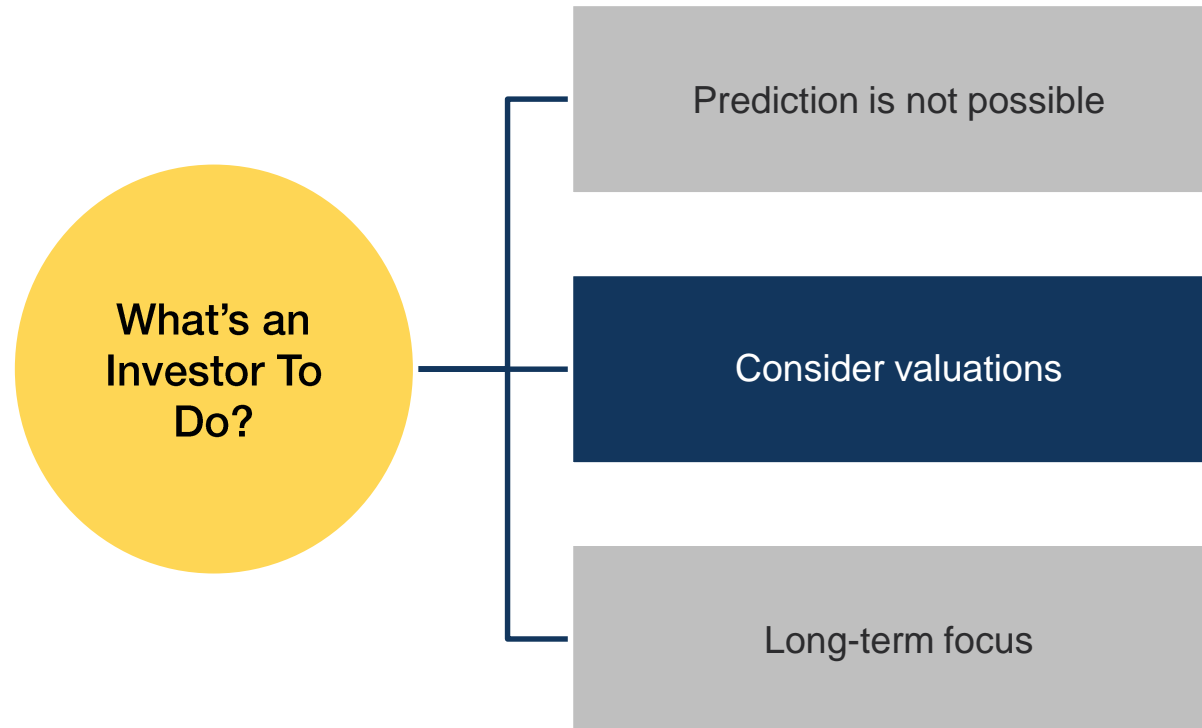 Prediction is not possible
What’s an
Investor To
Do?
Consider valuations
Long-term focus